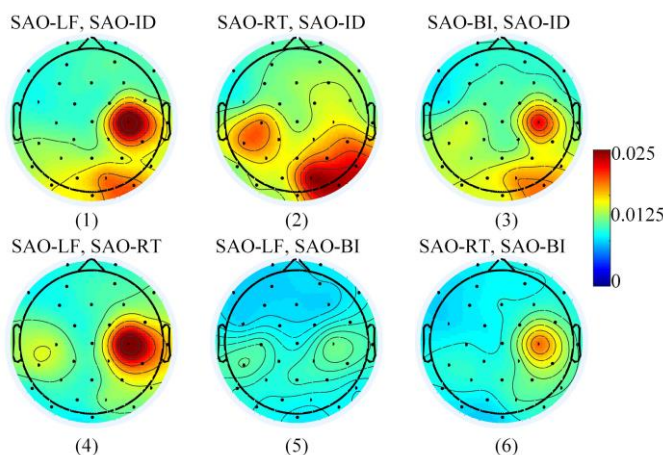 SAO-LF, SAO-ID SAO-RT, SAO-ID SAO-BI, SAO-ID
(1) (2) (3)
0.025
0.0125
0
SAO-LF, SAO-RT SAO-LF, SAO-BI SAO-RT, SAO-BI
(4) (5) (6)